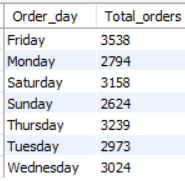 Order_day Total_orders
Friday 3538
Monday 2794
Saturday 3158
Sunday 2624
Thursday 3239
Tuesday 2973
Wednesday 3024